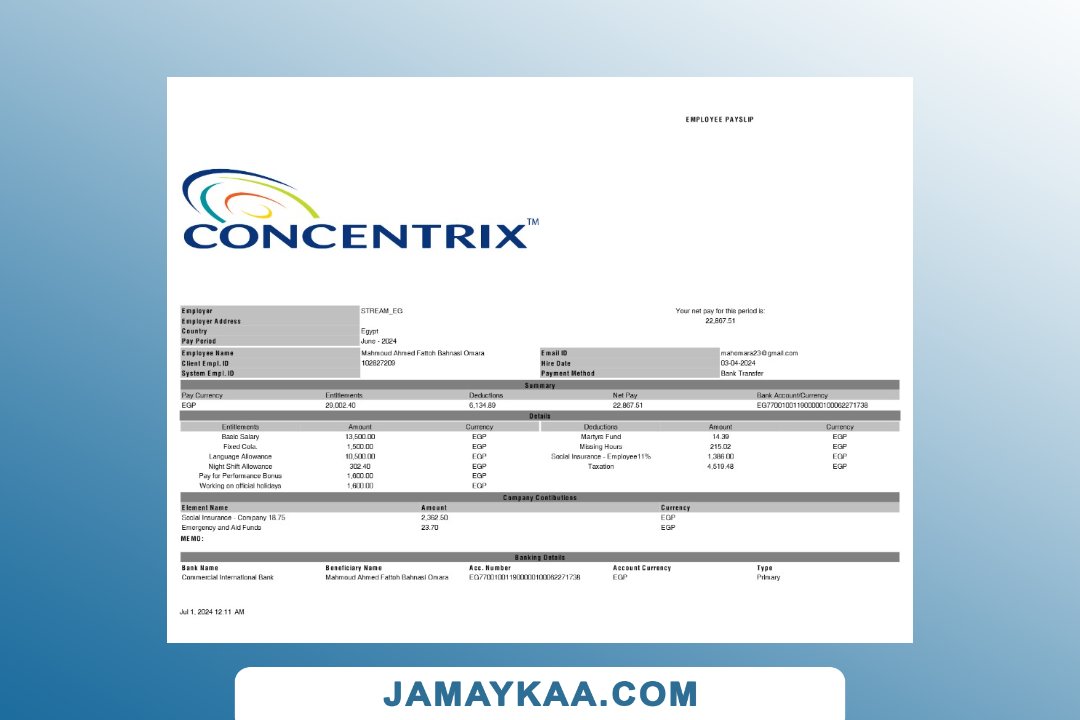 EMPLOYEE PAYSLIP
CONCENTRIX™
Employer STREAM_EG Your net pay for this period is:
Employer Address 22,867.51
Country Egypt
Pay Period June - 2024
Employee Name Mahmoud Ahmed Fattoh Bahnasi Omara Email ID mahomara23@gmail.com
Client Empl. ID 102627209 Hire Date 03-04-2024
System Empl. ID Payment Method Bank Transfer
Summary
Pay Currency Entitlements Deductions Net Pay Bank Account/Currency
EGP 29,002.40 6,134.89 22,867.51 EG770010011900000100062271738
Details
Entitlements Amount Currency Deductions Amount Currency
Basic Salary 13,500.00 EGP Martyrs Fund 14.39 EGP
Fixed Cola. 1,500.00 EGP Missing Hours 215.02 EGP
Language Allowance 10,500.00 EGP Social Insurance - Employee11% 1,386.00 EGP
Night Shift Allowance 302.40 EGP Taxation 4,519.48 EGP
Pay for Performance Bonus 1,600.00 EGP
Working on official holidays 1,600.00 EGP
Company Contibutions
Element Name Amount Currency
Social Insurance - Company 18.75 2,362.50 EGP
Emergency and Aid Funds 23.70 EGP
MEMO:
Banking Details
Bank Name Beneficiary Name Acc. Number Account Currency Type
Commercial International Bank Mahmoud Ahmed Fattoh Bahnasi Omara EG770010011900000100062271738 EGP Primary
Jul 1, 2024 12:11 AM
JAMAYKAA.COM